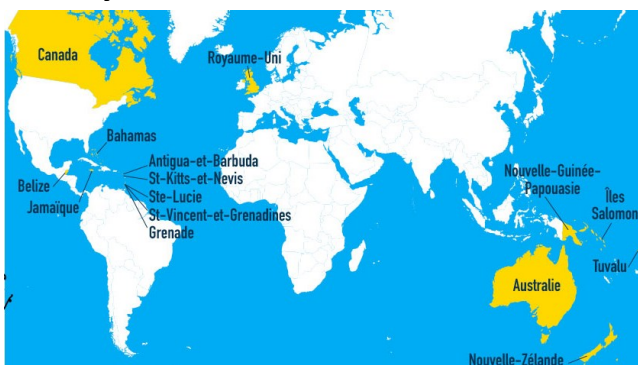 Canada
Royaume-Uni
Bahamas
Antigua-et-Barbuda
St-Kitts-et-Nevis
Ste-Lucie
St-Vincent-et-Grenadines
Grenade
Belize
Jamaïque
Nouvelle-Guinée-
Papouasie
Îles
Salomon
Tuvalu
Australie
Nouvelle-Zélande